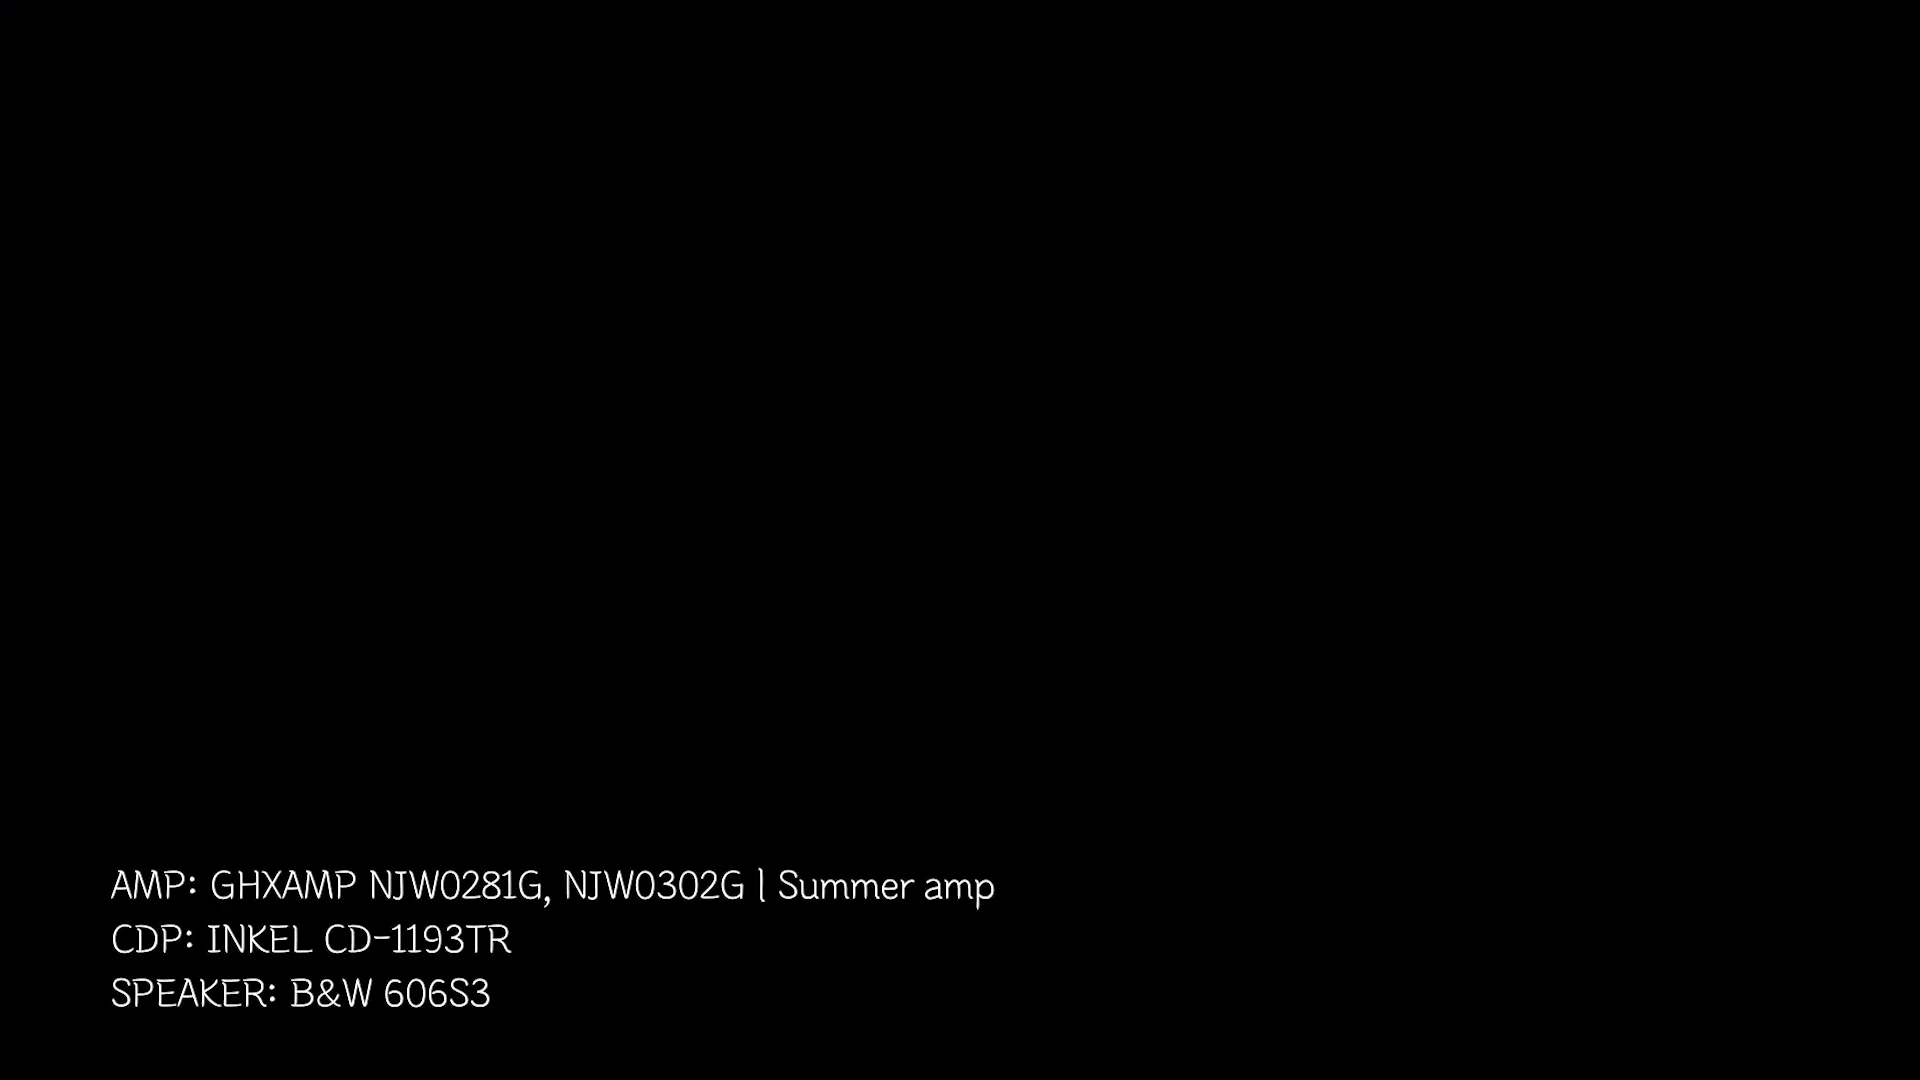 AMP: GHXAMP NJW0281G, NJW0302G | Summer amp
CDP: INKEL CD-1193TR
SPEAKER: B&W 606S3